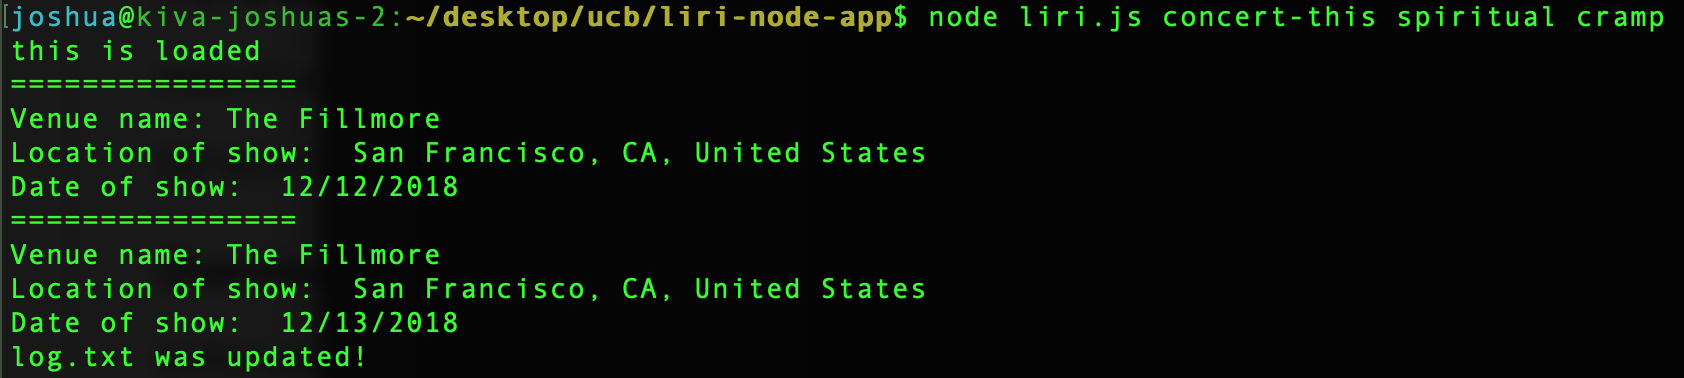 [joshua@kiva-joshuas-2:~/desktop/ucb/liri-node-app$ node liri.js concert-this spiritual cramp
this is loaded
================
Venue name: The Fillmore
Location of show:  San Francisco, CA, United States
Date of show:  12/12/2018
================
Venue name: The Fillmore
Location of show:  San Francisco, CA, United States
Date of show:  12/13/2018
log.txt was updated!